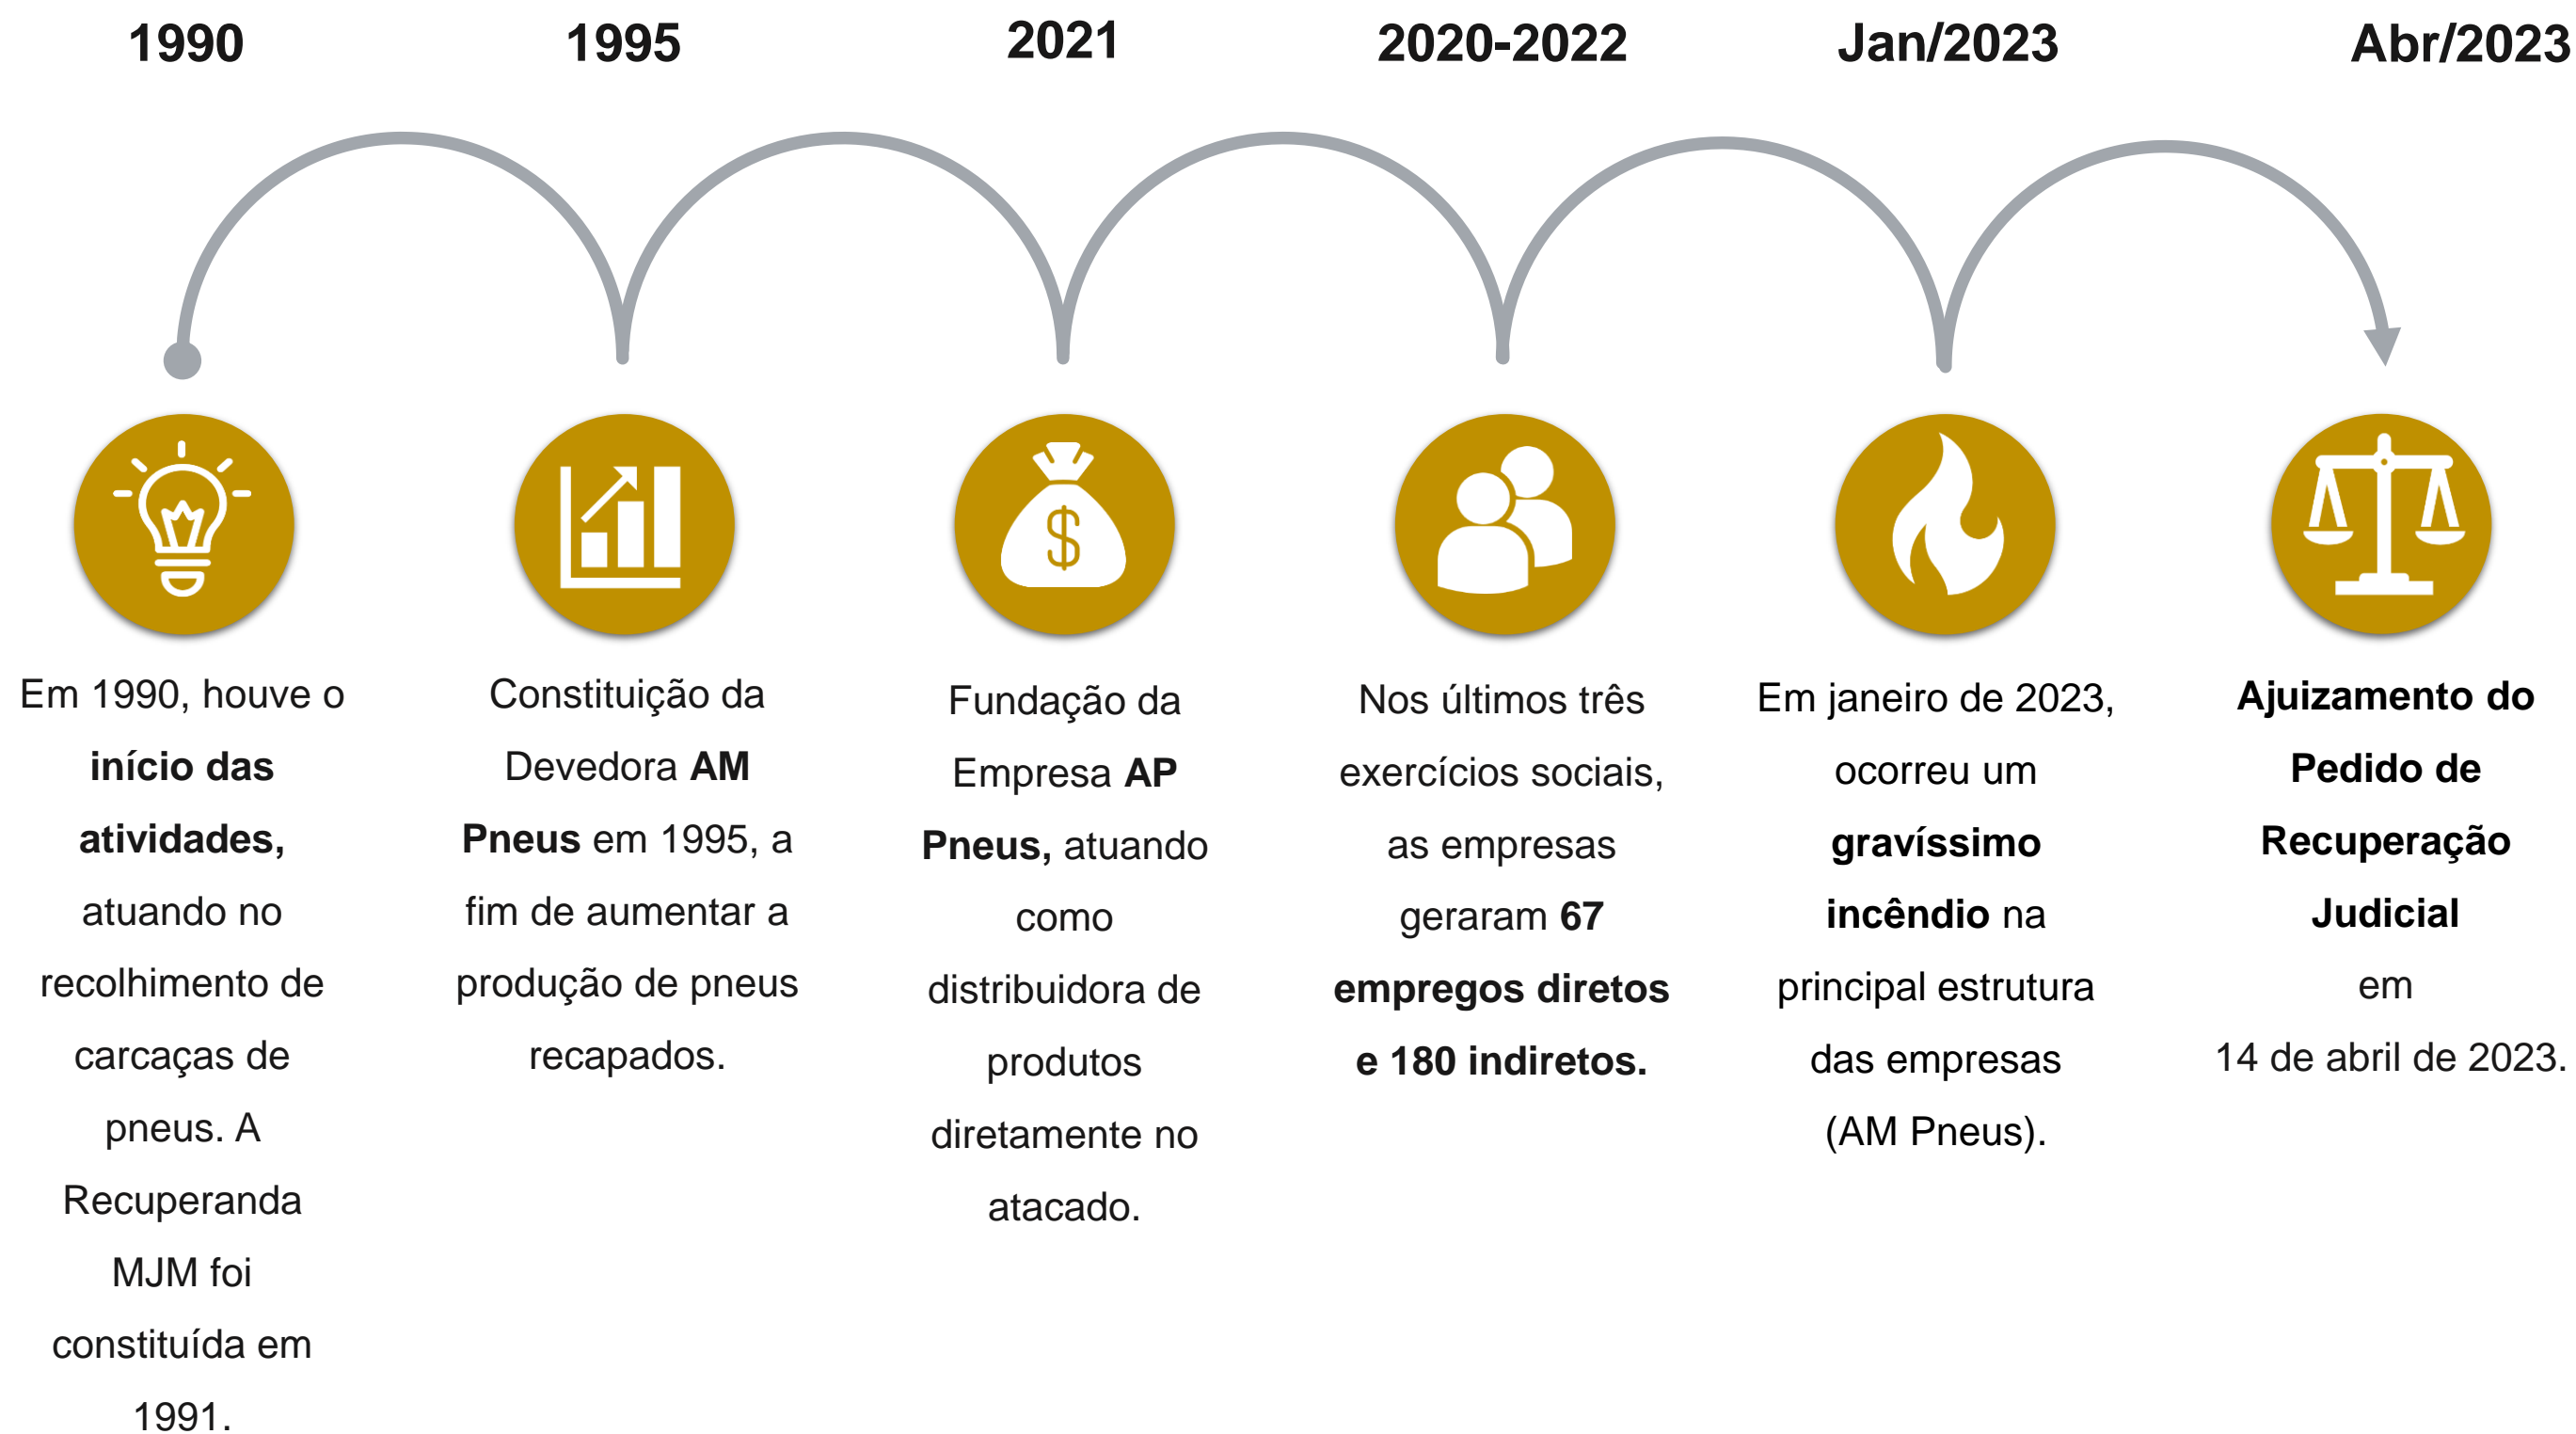 1990
Em 1990, houve o
início das
atividades,
atuando no
recolhimento de
carcaças de
pneus. A
Recuperanda
MJM foi
constituída em
1991.
1995
Constituição da
Devedora AM
Pneus em 1995, a
fim de aumentar a
produção de pneus
recapados.
2021
$
Fundação da
Empresa AP
Pneus, atuando
como
distribuidora de
produtos
diretamente no
atacado.
2020-2022
Nos últimos três
exercícios sociais,
as empresas
geraram 67
empregos diretos
e 180 indiretos.
Jan/2023
Em janeiro de 2023,
ocorreu um
gravíssimo
incêndio na
principal estrutura
das empresas
(AM Pneus).
Abr/2023
Ajuizamento do
Pedido de
Recuperação
Judicial
em
14 de abril de 2023.